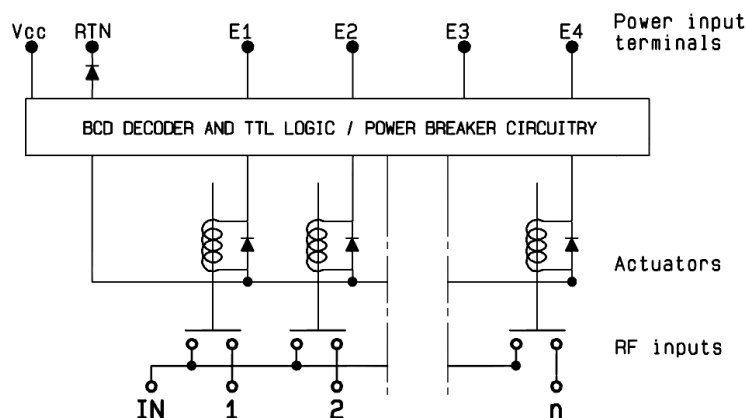 Vcc RTN E1 E2 E3 E4 Power input
terminals
BCD DECODER AND TTL LOGIC / POWER BREAKER CIRCUITRY
Actuators
RF inputs
IN 1 2 n